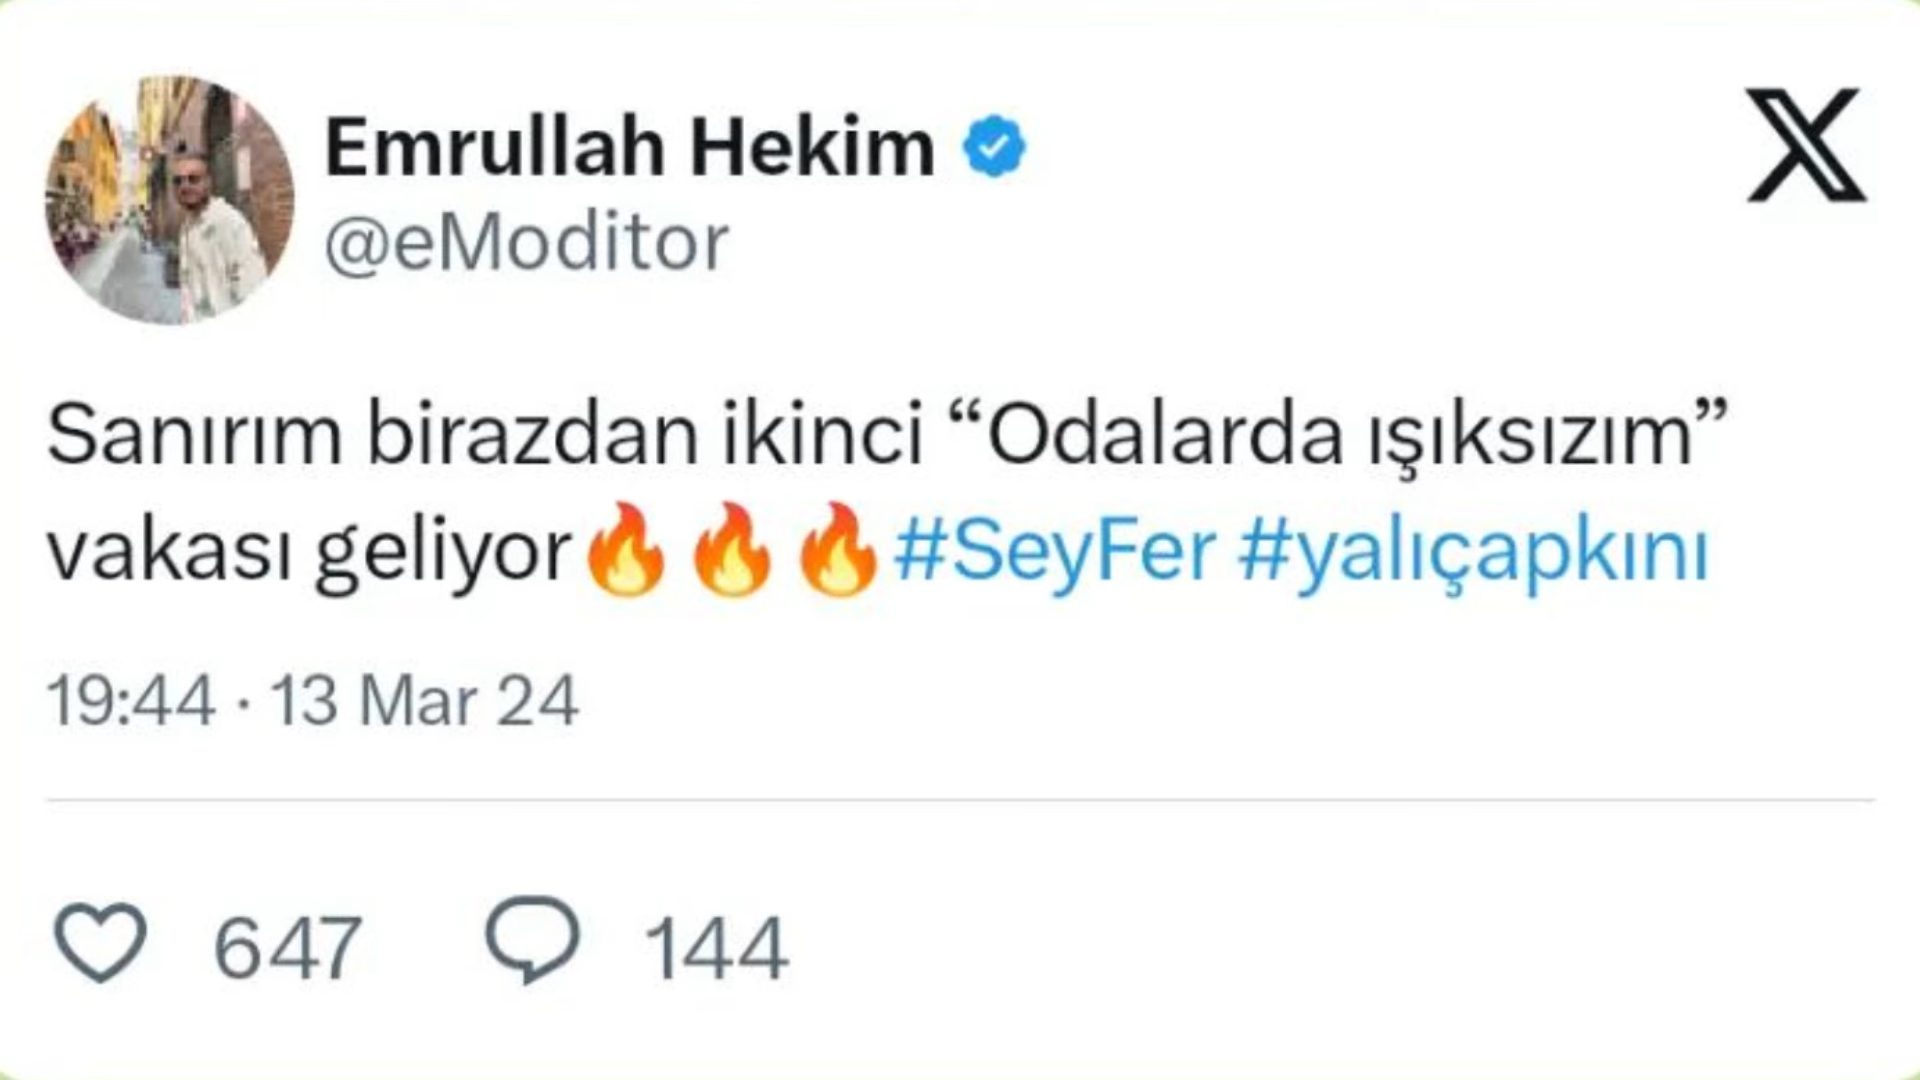 Emrullah Hekim
@eModitor
Sanırım birazdan ikinci “Odalarda ışıksızım”
vakası geliyor🔥🔥🔥#SeyFer #yalıçapkını
19:44 · 13 Mar 24
647 144